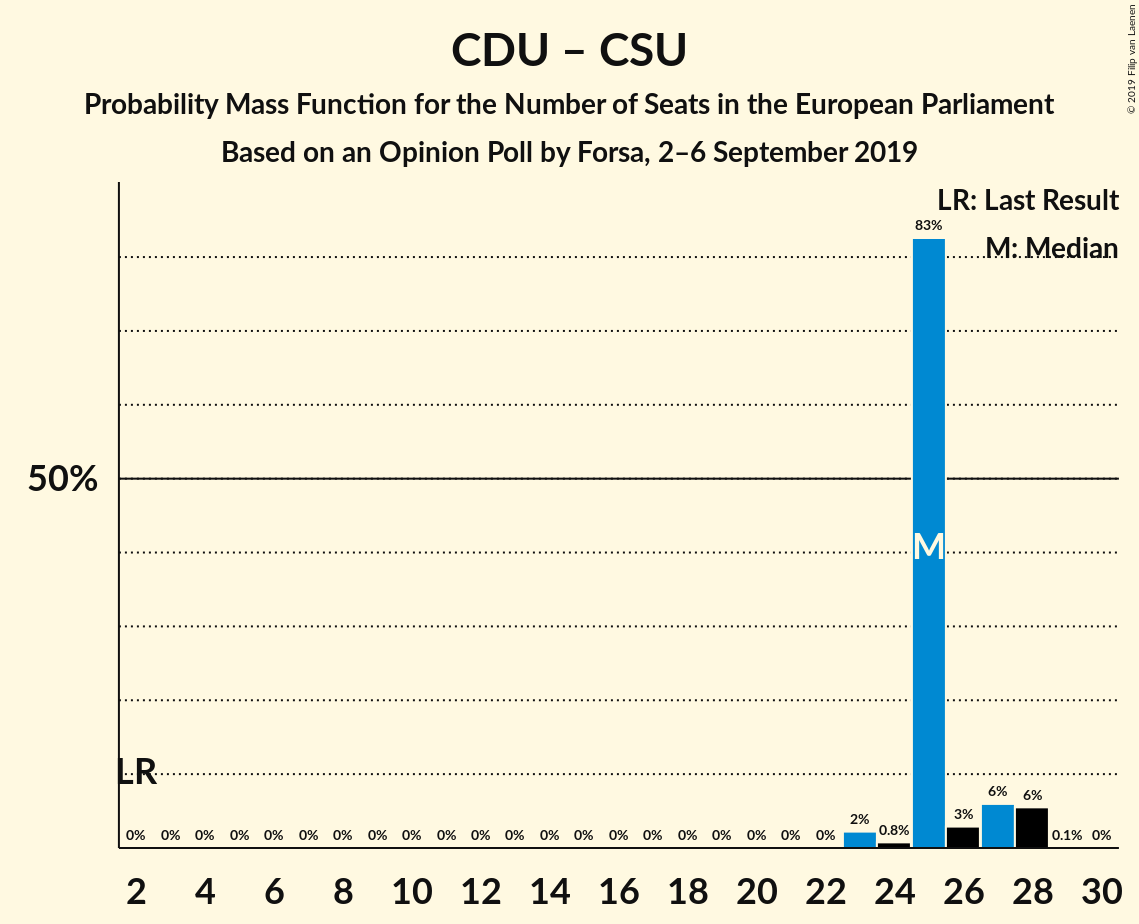 CDU – CSU
Probability Mass Function for the Number of Seats in the European Parliament
Based on an Opinion Poll by Forsa, 2–6 September 2019
© 2019 Filip van Laenen
LR: Last Result
M: Median
83%
50%
M
LR
0% 0% 0% 0% 0% 0% 0% 0% 0% 0% 0% 0% 0% 0% 0% 0% 0% 0% 0% 0% 0% 2% 0.8% 3% 6% 6% 0.1% 0%
2 4 6 8 10 12 14 16 18 20 22 24 26 28 30